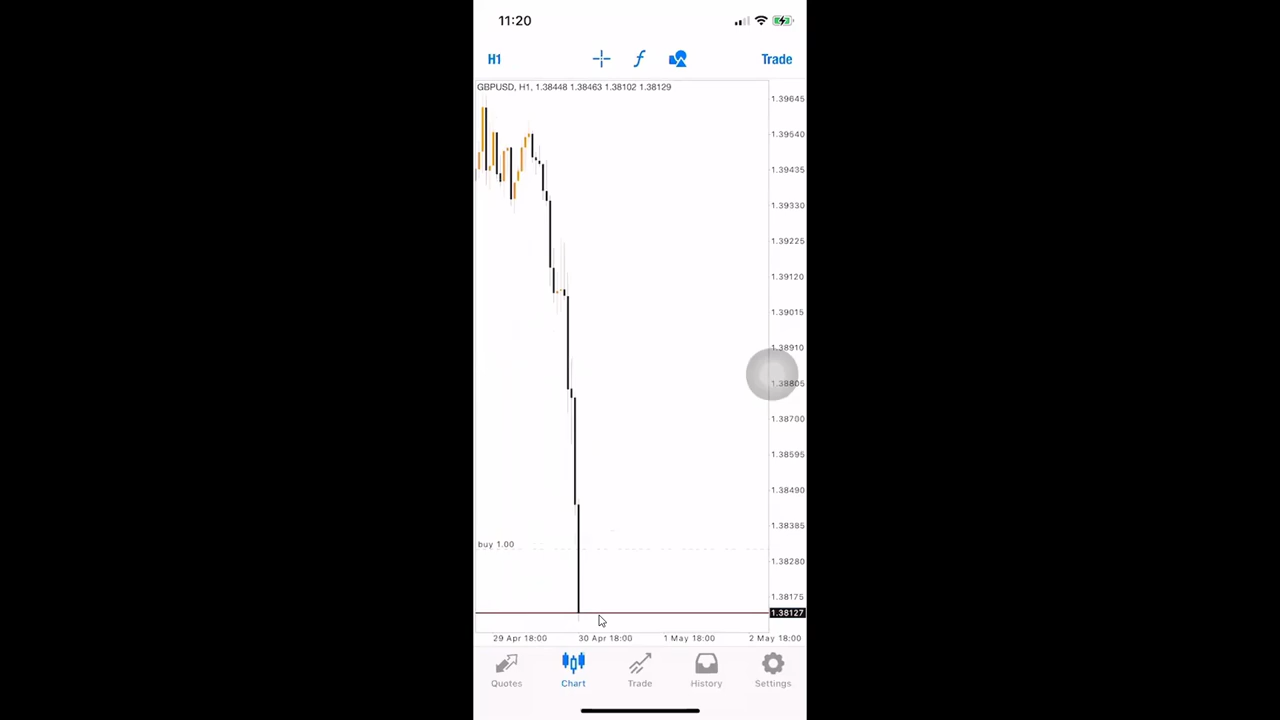 11:20
H1
Trade
GBPUSD, H1, 1.38448 1.38463 1.38102 1.38129
1.39645
1.39540
1.39435
1.39330
1.39225
1.39120
1.39015
1.38910
1.38805
1.38700
1.38595
1.38490
1.38385
buy 1.00
1.38280
1.38175
1.38127
29 Apr 18:00 30 Apr 18:00 1 May 18:00 2 May 18:00
Quotes Chart Trade History Settings